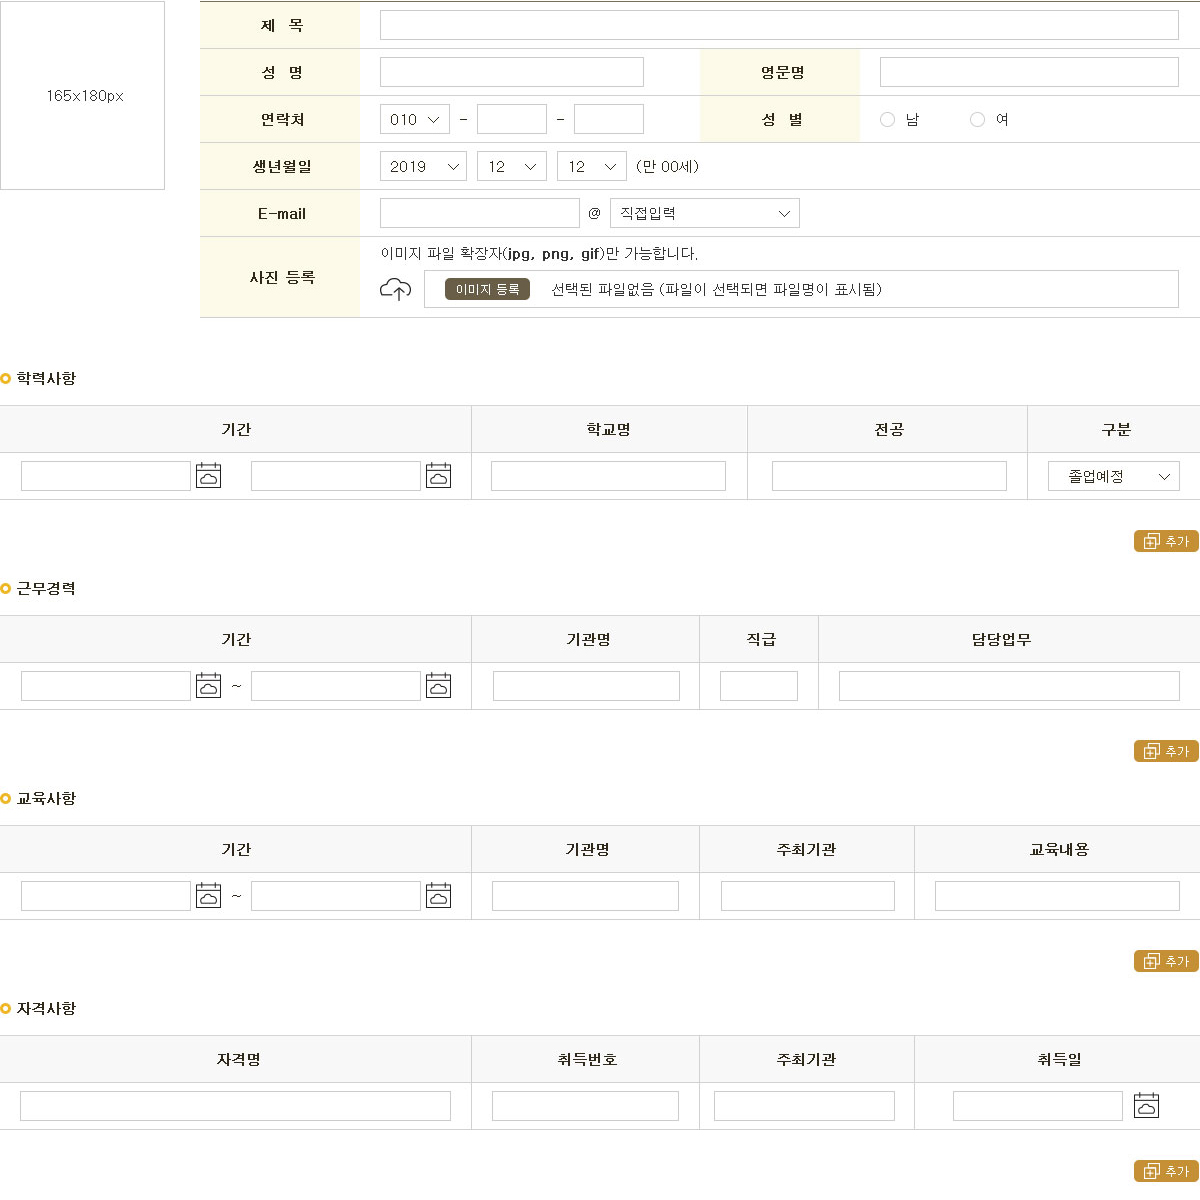 165x180px
제 목
성 명
영문명
연락처 010 - -
성 별 남 여
생년월일 2019 12 12 (만 00세)
E-mail @ 직접입력
사진 등록
이미지 파일 확장자(jpg, png, gif)만 가능합니다.
이미지 등록 선택된 파일없음 (파일이 선택되면 파일명이 표시됨)
학력사항
기간 학교명 전공 구분
졸업예정
추가
근무경력
기간 기관명 직급 담당업무
~
추가
교육사항
기간 기관명 주최기관 교육내용
~
추가
자격사항
자격명 취득번호 주최기관 취득일
추가